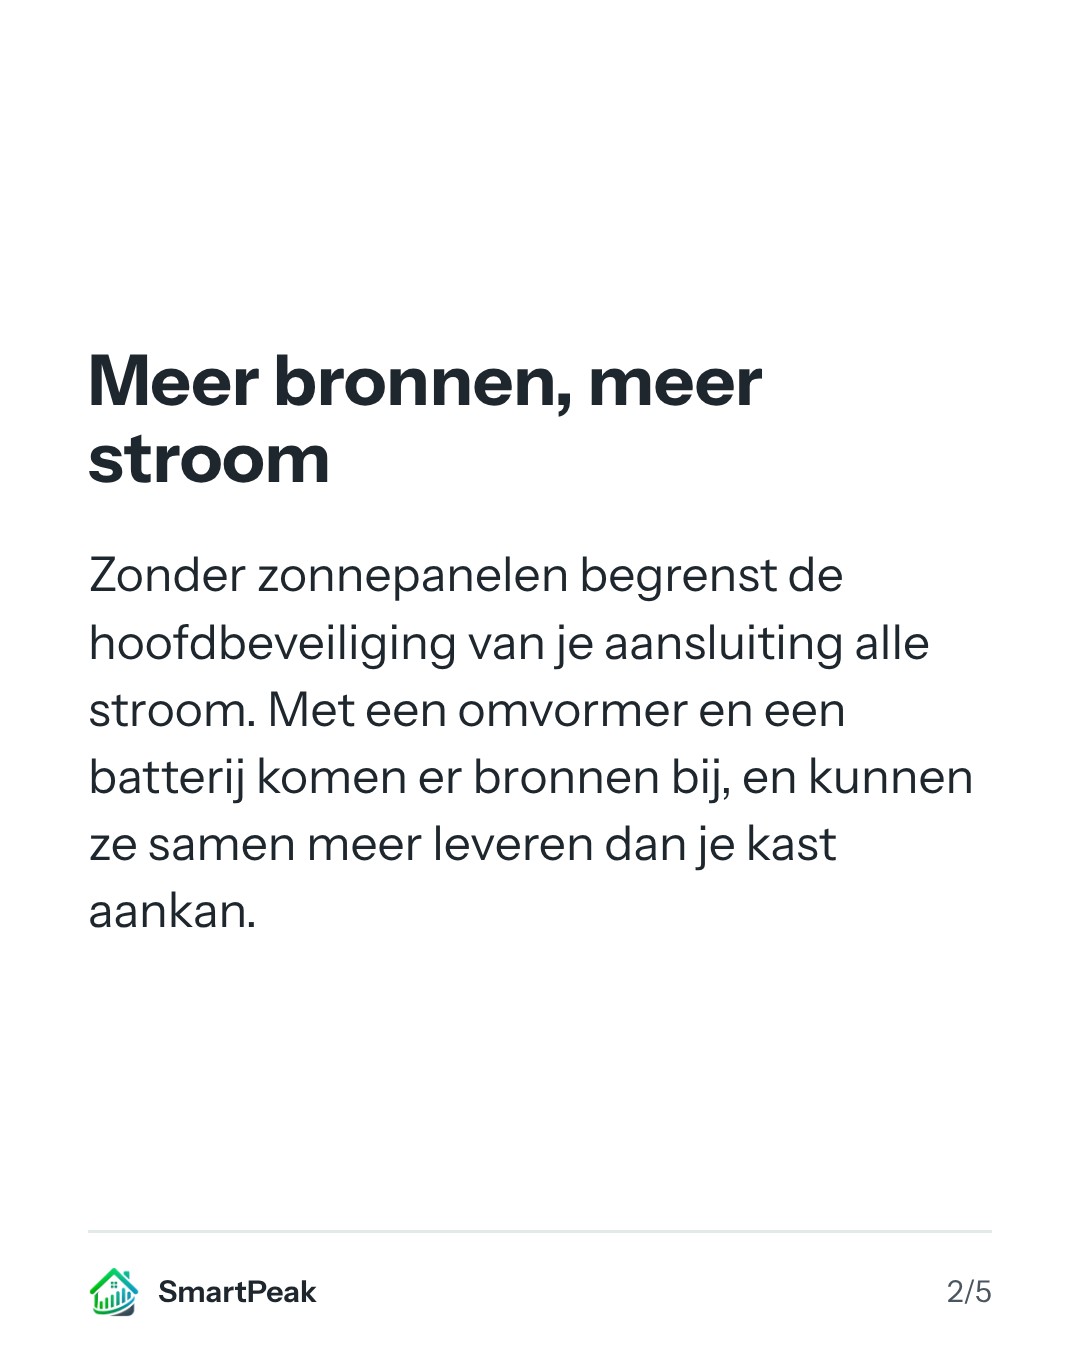 Meer bronnen, meer
stroom
Zonder zonnepanelen begrenst de
hoofdbeveiliging van je aansluiting alle
stroom. Met een omvormer en een
batterij komen er bronnen bij, en kunnen
ze samen meer leveren dan je kast
aankan.
SmartPeak
2/5